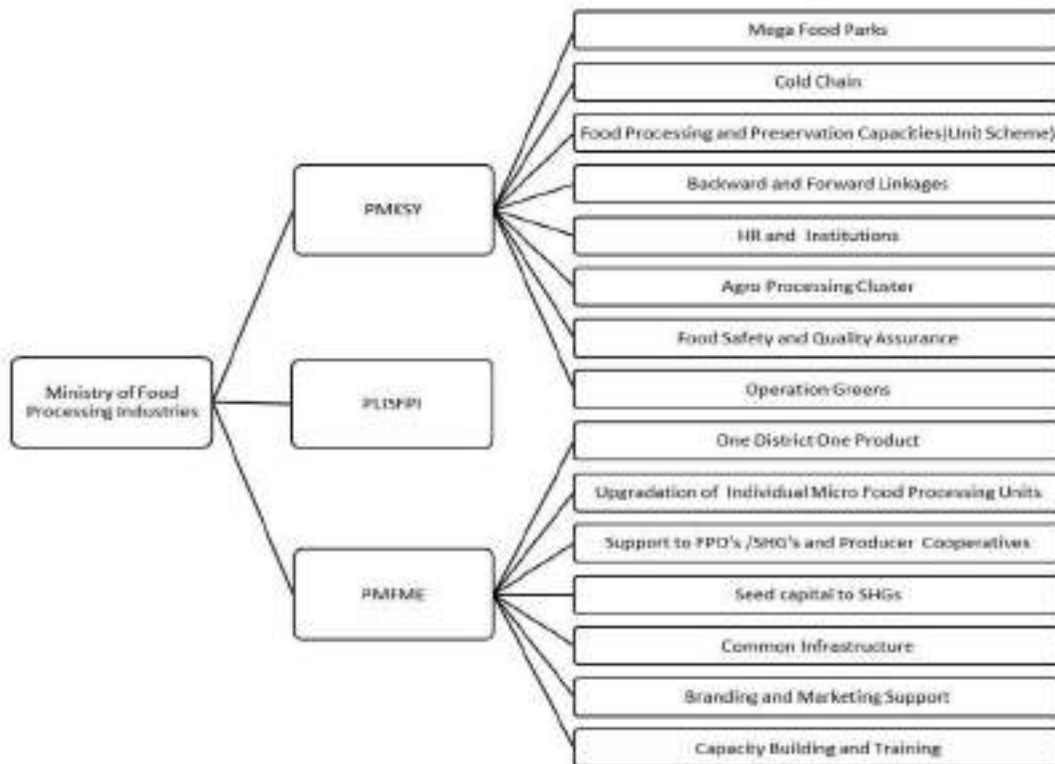 Mega Food Parks
Cold Chain
Food Processing and Preservation Capacities(Unit Scheme)
Backward and Forward Linkages
PMKSY
HR and Institutions
Agro Processing Cluster
Food Safety and Quality Assurance
Operation Greens
Ministry of Food
Processing Industries
PLISFPI
One District One Product
Upgradation of Individual Micro Food Processing Units
Support to FPO's /SHG's and Producer Cooperatives
PMFME
Seed capital to SHGs
Common Infrastructure
Branding and Marketing Support
Capacity Building and Training